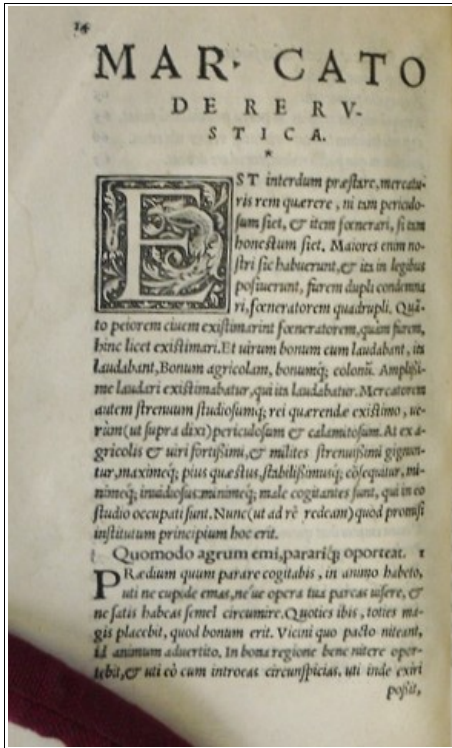 14
MAR· CATO
DE RE RV-
STICA.
*
EST interdum præstare, mercatu-
ris rem quærere, ni tam periculo-
sum siet, & item fœnerari, si tam
honestum siet. Maiores enim no-
stri sic habuerunt, & ita in legibus
posiuerunt, furem dupli condemna
ri, fœneratorem quadrupli. Quā-
to peiorem ciuem existimarint fœneratorem, quàm furem,
hinc licet existimari. Et uirum bonum cum laudabant, ita
laudabant, Bonum agricolam, bonumq́; colonū. Amplissi-
me laudari existimabatur, qui ita laudabatur. Mercatorem
autem strenuum studiosumq́; rei quærendæ existimo, ue-
rùm (ut supra dixi) periculosum & calamitosum. At ex a-
gricolis & uiri fortissimi, & milites strenuissimi gignun-
tur, maximeq́; pius quæstus, stabilissimusq́; cōsequitur, mi-
nimeq́; inuidiosus: minimeq́; male cogitantes sunt, qui in eo
studio occupati sunt. Nunc (ut ad rē redeam) quod promisi
institutum principium hoc erit.
Quomodo agrum emi, parariq́; oporteat. 1
PRædium quum parare cogitabis, in animo habeto,
uti ne cupide emas, neue opera tua parcas uisere, &
ne satis habeas semel circumire. Quoties ibis, toties ma-
gis placebit, quod bonum erit. Vicini quo pacto niteant,
id animum aduertito. In bona regione bene nitere opor-
tebit, & uti eò cum introeas circunspicias, uti inde exiri
possit,